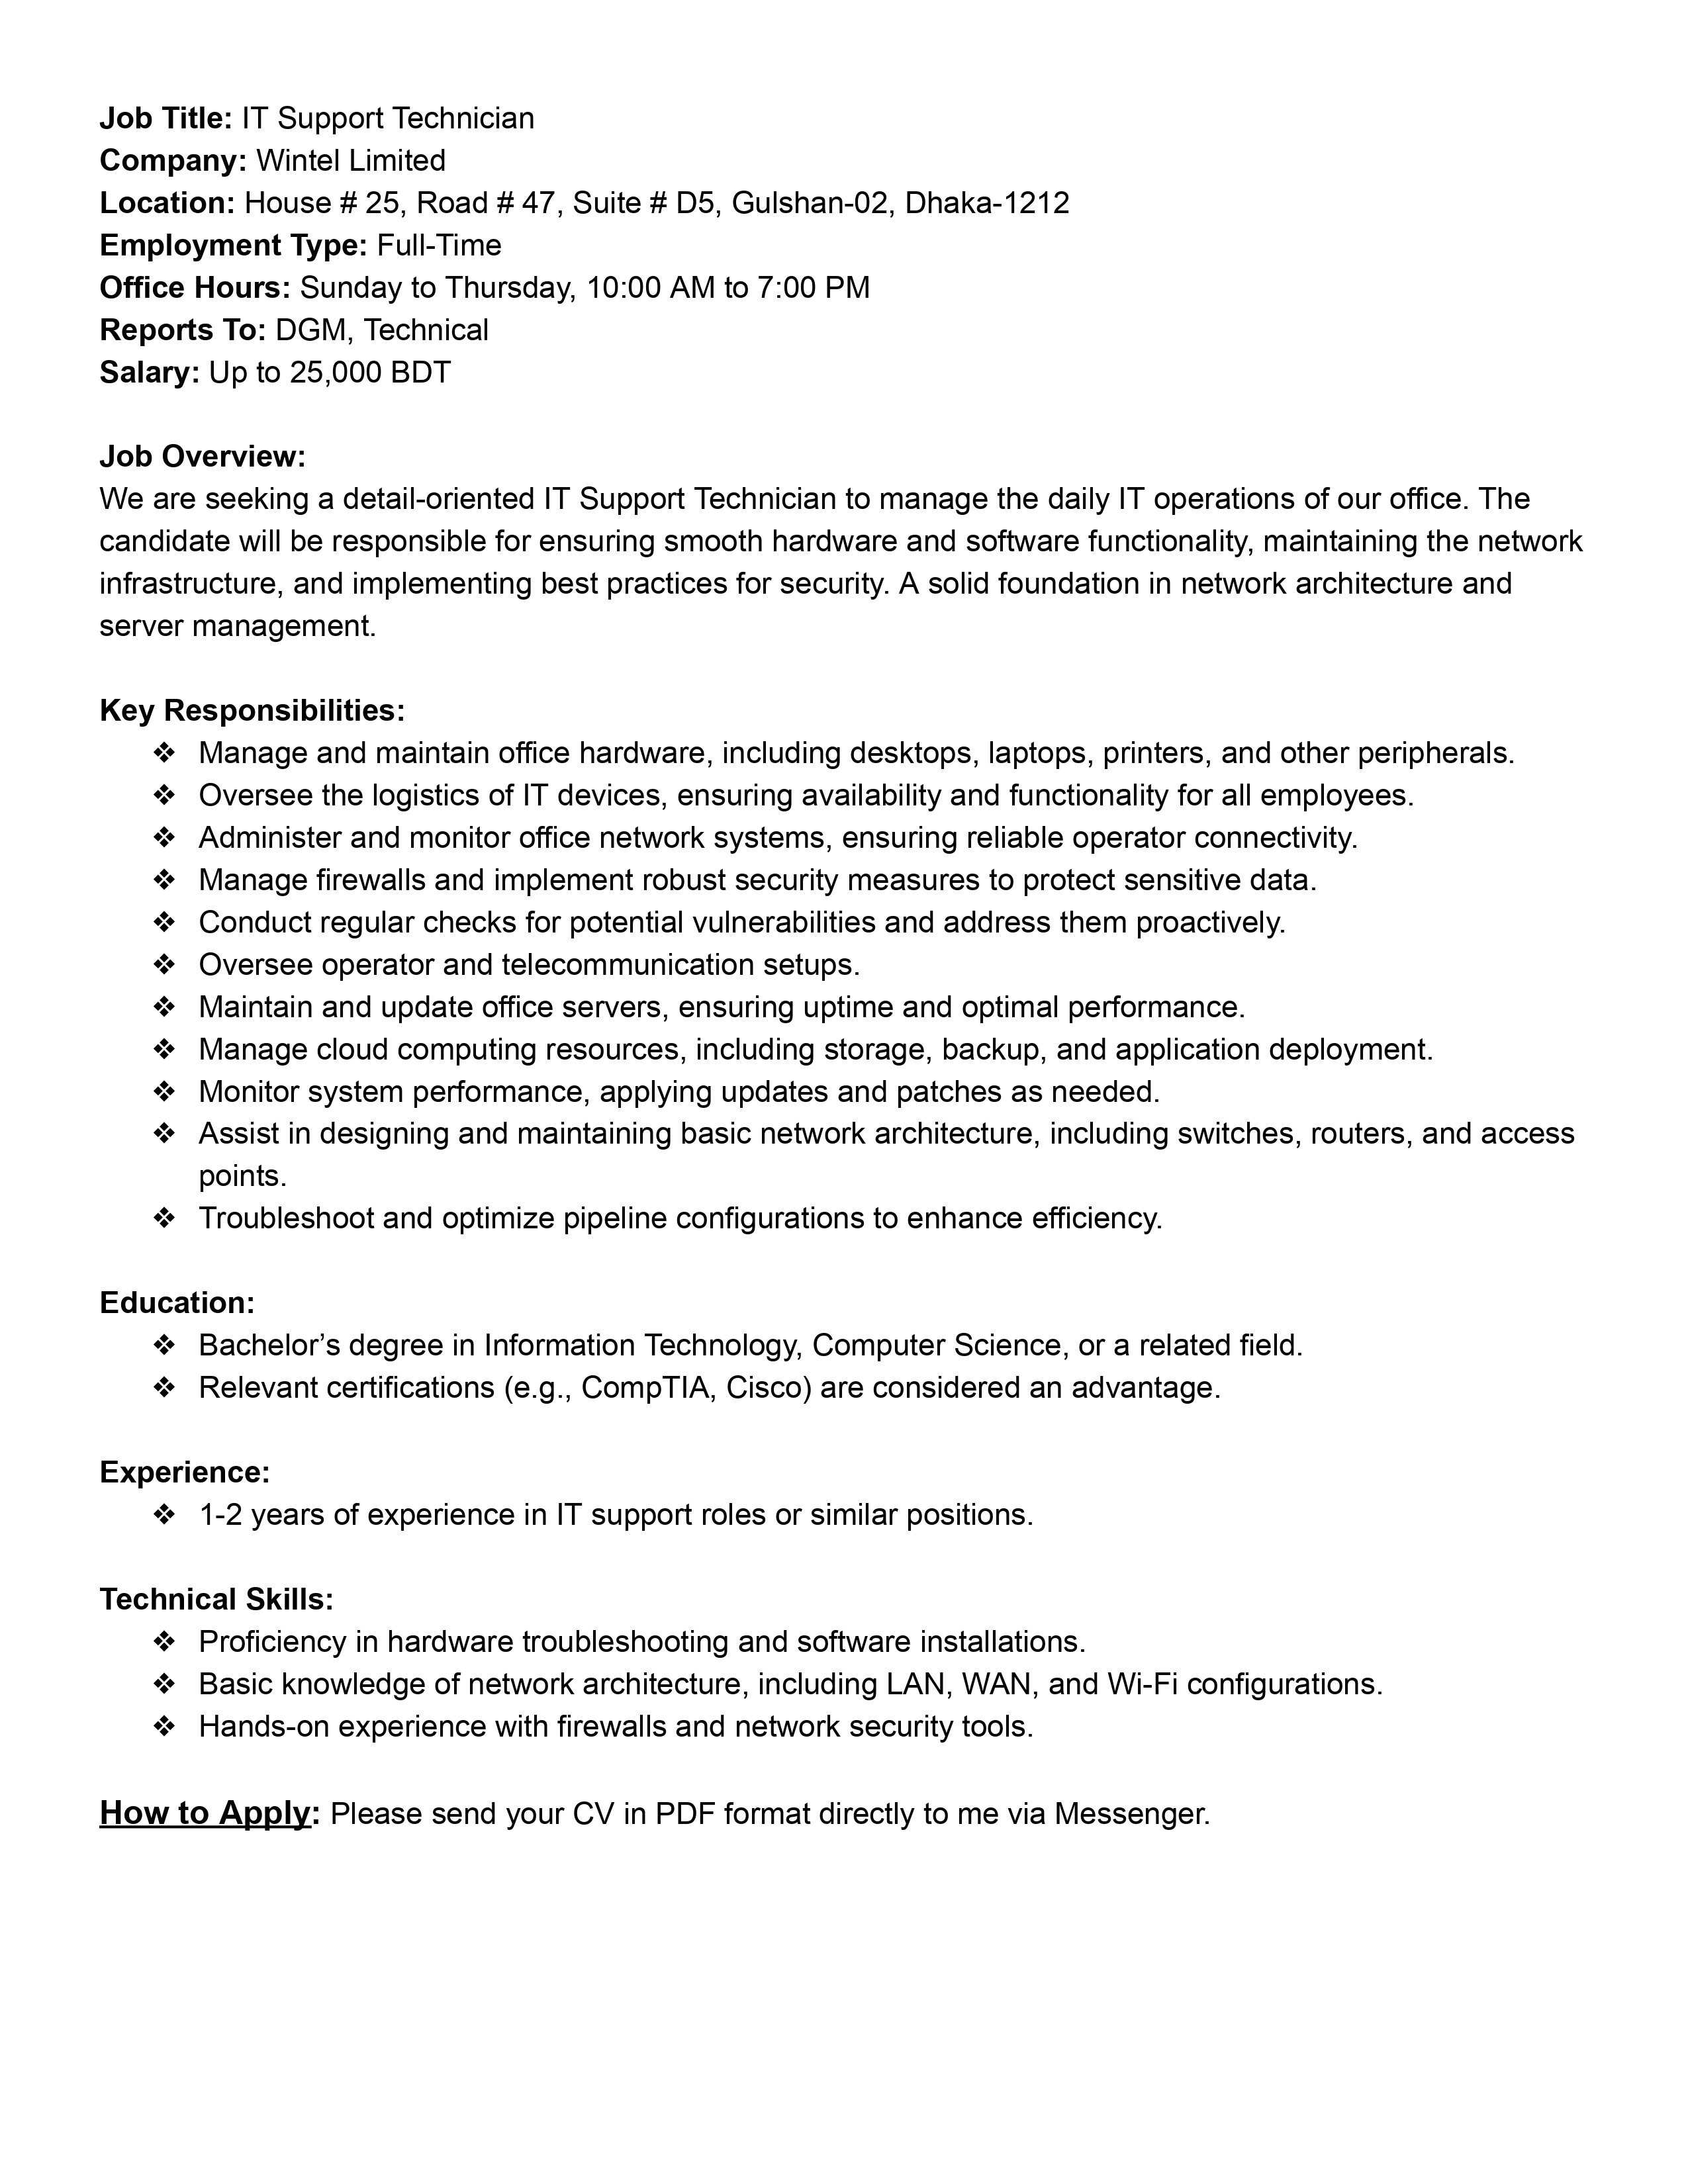 Job Title: IT Support Technician
Company: Wintel Limited
Location: House # 25, Road # 47, Suite # D5, Gulshan-02, Dhaka-1212
Employment Type: Full-Time
Office Hours: Sunday to Thursday, 10:00 AM to 7:00 PM
Reports To: DGM, Technical
Salary: Up to 25,000 BDT
Job Overview:
We are seeking a detail-oriented IT Support Technician to manage the daily IT operations of our office. The
candidate will be responsible for ensuring smooth hardware and software functionality, maintaining the network
infrastructure, and implementing best practices for security. A solid foundation in network architecture and
server management.
Key Responsibilities:
❖ Manage and maintain office hardware, including desktops, laptops, printers, and other peripherals.
❖ Oversee the logistics of IT devices, ensuring availability and functionality for all employees.
❖ Administer and monitor office network systems, ensuring reliable operator connectivity.
❖ Manage firewalls and implement robust security measures to protect sensitive data.
❖ Conduct regular checks for potential vulnerabilities and address them proactively.
❖ Oversee operator and telecommunication setups.
❖ Maintain and update office servers, ensuring uptime and optimal performance.
❖ Manage cloud computing resources, including storage, backup, and application deployment.
❖ Monitor system performance, applying updates and patches as needed.
❖ Assist in designing and maintaining basic network architecture, including switches, routers, and access
points.
❖ Troubleshoot and optimize pipeline configurations to enhance efficiency.
Education:
❖ Bachelor’s degree in Information Technology, Computer Science, or a related field.
❖ Relevant certifications (e.g., CompTIA, Cisco) are considered an advantage.
Experience:
❖ 1-2 years of experience in IT support roles or similar positions.
Technical Skills:
❖ Proficiency in hardware troubleshooting and software installations.
❖ Basic knowledge of network architecture, including LAN, WAN, and Wi-Fi configurations.
❖ Hands-on experience with firewalls and network security tools.
How to Apply: Please send your CV in PDF format directly to me via Messenger.